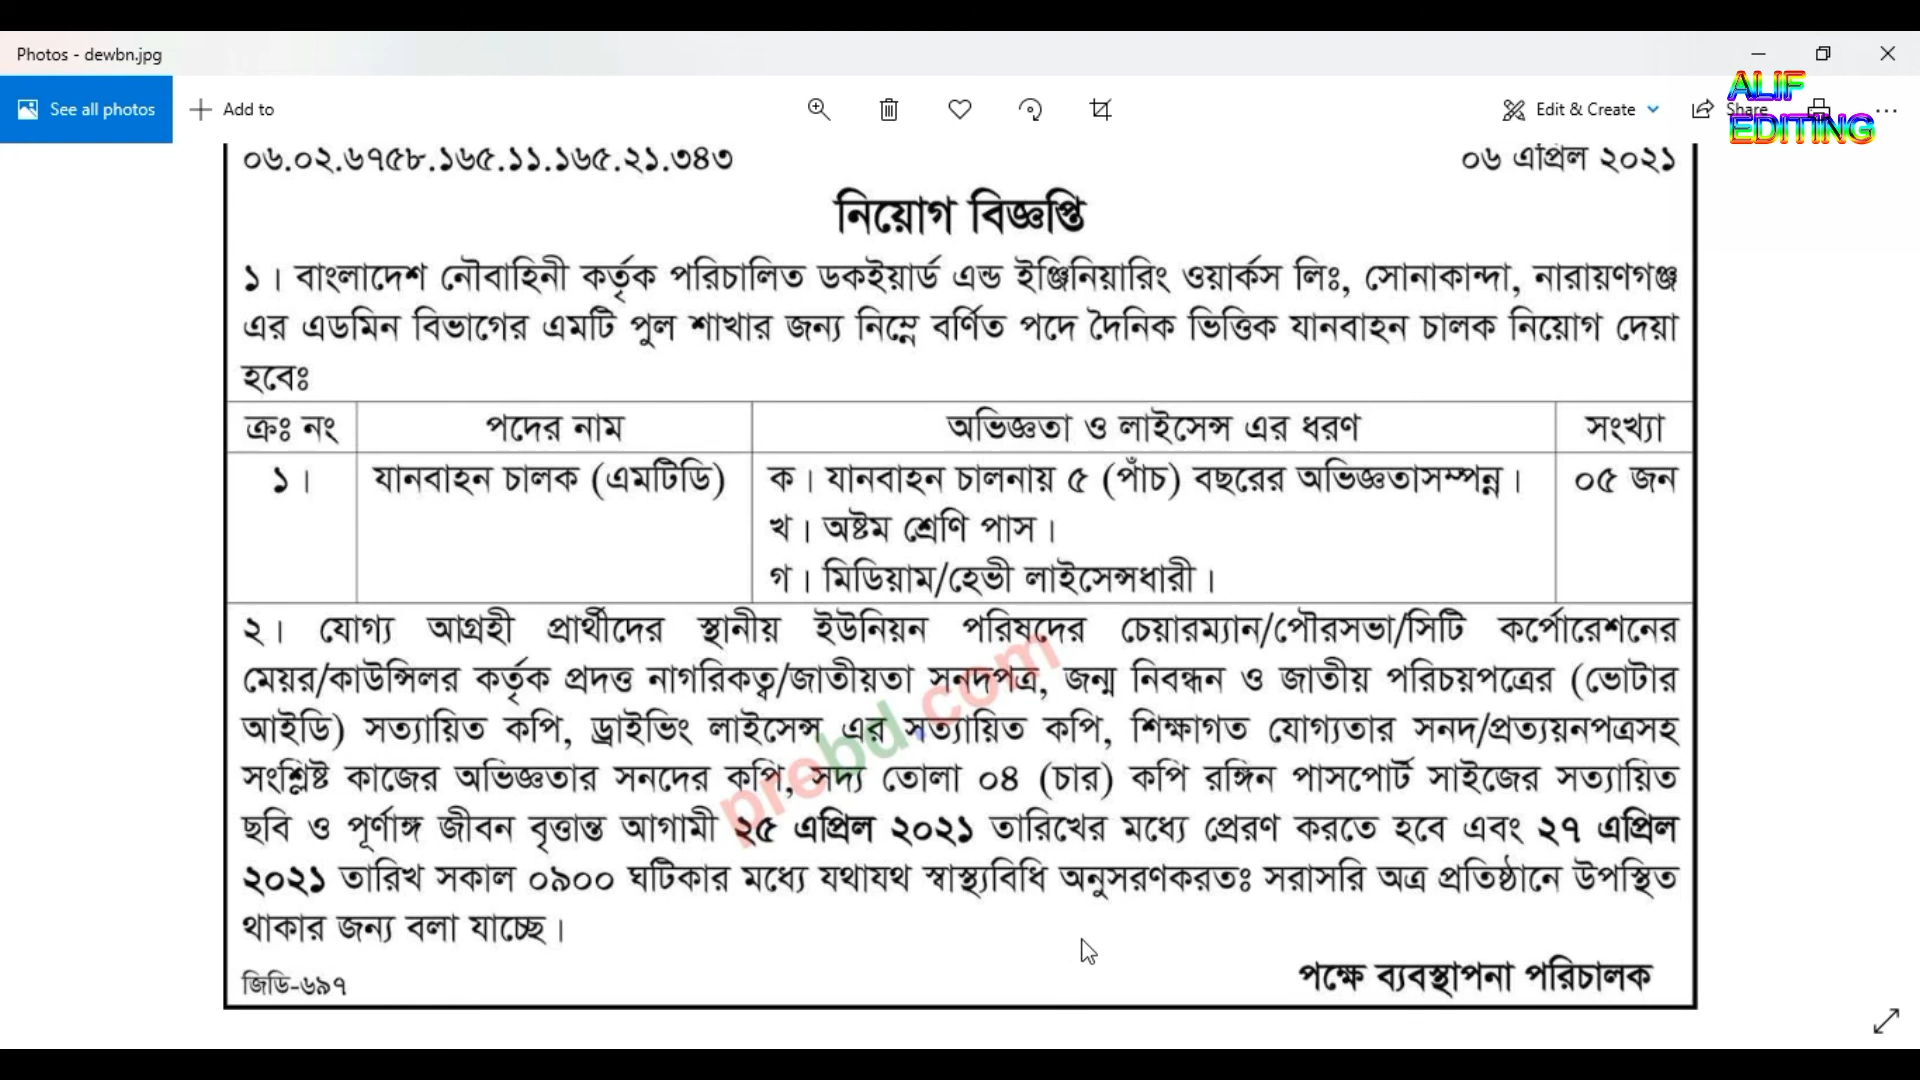 Photos - dewbn.jpg
See all photos
Add to
Edit & Create
Share
ALIF
EDITING
০৬.০২.৬৭৫৮.১৬৫.১১.১৬৫.২১.৩৪৩ ০৬ এপ্রিল ২০২১
নিয়োগ বিজ্ঞপ্তি
১। বাংলাদেশ নৌবাহিনী কর্তৃক পরিচালিত ডকইয়ার্ড এন্ড ইঞ্জিনিয়ারিং ওয়ার্কস লিঃ, সোনাকান্দা, নারায়ণগঞ্জ
এর এডমিন বিভাগের এমটি পুল শাখার জন্য নিম্নে বর্ণিত পদে দৈনিক ভিত্তিক যানবাহন চালক নিয়োগ দেয়া
হবেঃ
ক্রঃ নং পদের নাম অভিজ্ঞতা ও লাইসেন্স এর ধরণ সংখ্যা
১। যানবাহন চালক (এমটিডি) ক। যানবাহন চালনায় ৫ (পাঁচ) বছরের অভিজ্ঞতাসম্পন্ন। ০৫ জন
খ। অষ্টম শ্রেণি পাস।
গ। মিডিয়াম/হেভী লাইসেন্সধারী।
২। যোগ্য আগ্রহী প্রার্থীদের স্থানীয় ইউনিয়ন পরিষদের চেয়ারম্যান/পৌরসভা/সিটি কর্পোরেশনের
মেয়র/কাউন্সিলর কর্তৃক প্রদত্ত নাগরিকত্ব/জাতীয়তা সনদপত্র, জন্ম নিবন্ধন ও জাতীয় পরিচয়পত্রের (ভোটার
আইডি) সত্যায়িত কপি, ড্রাইভিং লাইসেন্স এর সত্যায়িত কপি, শিক্ষাগত যোগ্যতার সনদ/প্রত্যয়নপত্রসহ
সংশ্লিষ্ট কাজের অভিজ্ঞতার সনদের কপি, সদ্য তোলা ০৪ (চার) কপি রঙ্গিন পাসপোর্ট সাইজের সত্যায়িত
ছবি ও পূর্ণাঙ্গ জীবন বৃত্তান্ত আগামী ২৫ এপ্রিল ২০২১ তারিখের মধ্যে প্রেরণ করতে হবে এবং ২৭ এপ্রিল
২০২১ তারিখ সকাল ০৯০০ ঘটিকার মধ্যে যথাযথ স্বাস্থ্যবিধি অনুসরণকরতঃ সরাসরি অত্র প্রতিষ্ঠানে উপস্থিত
থাকার জন্য বলা যাচ্ছে।
prebd.com
জিডি-৬৯৭ পক্ষে ব্যবস্থাপনা পরিচালক